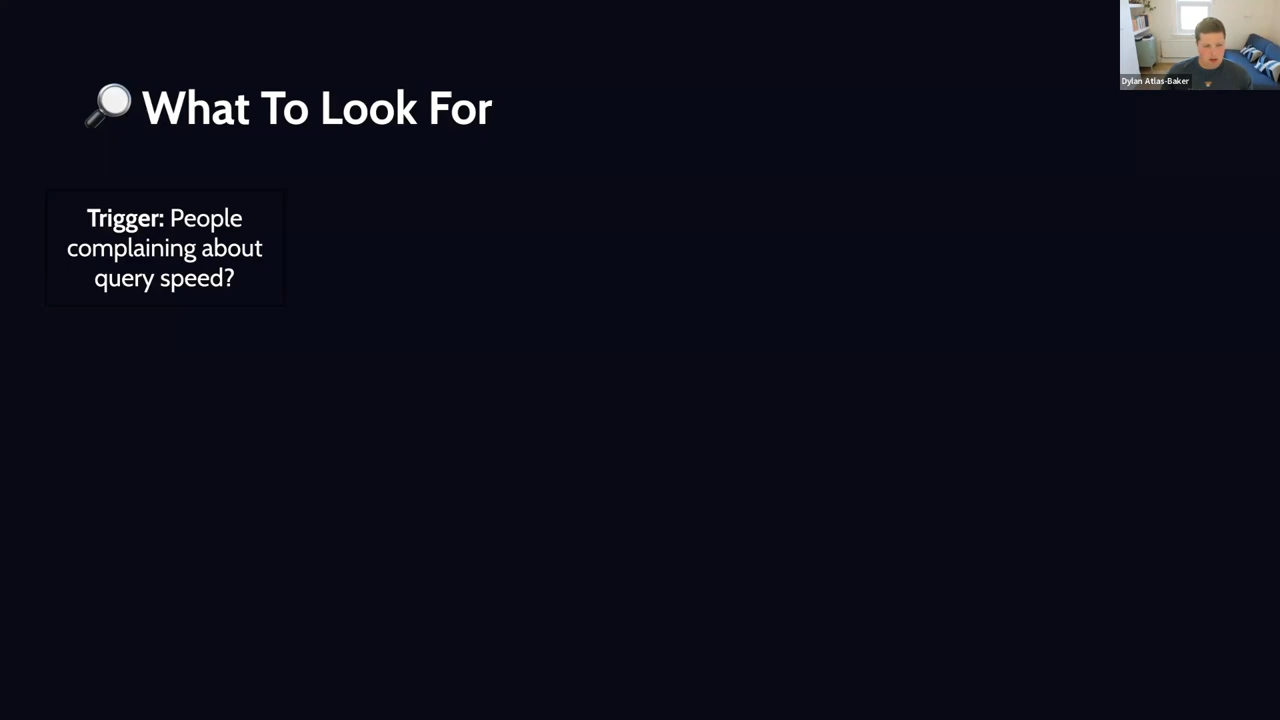 Dylan Atlas-Baker
🔎 What To Look For
Trigger: People
complaining about
query speed?